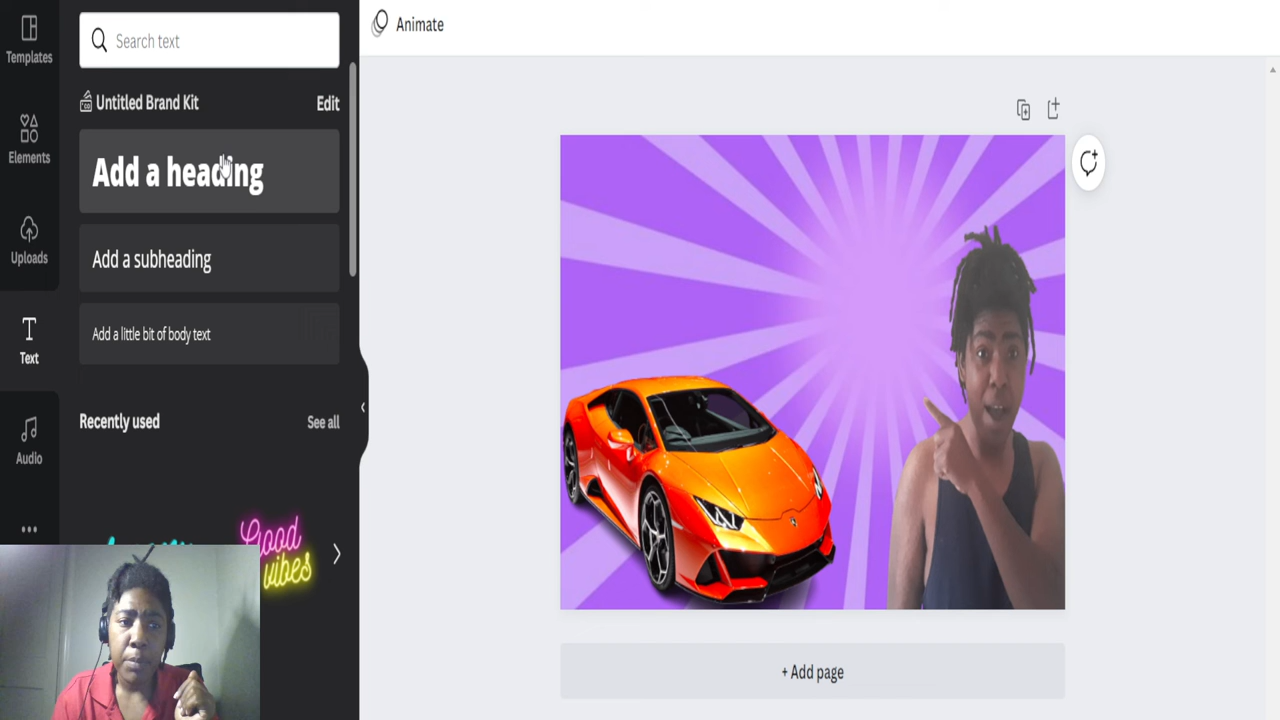 Animate
Templates
Search text
Untitled Brand Kit
Edit
Elements
Add a heading
Uploads
Add a subheading
Text
Add a little bit of body text
Recently used
See all
Audio
Good
vibes
+ Add page